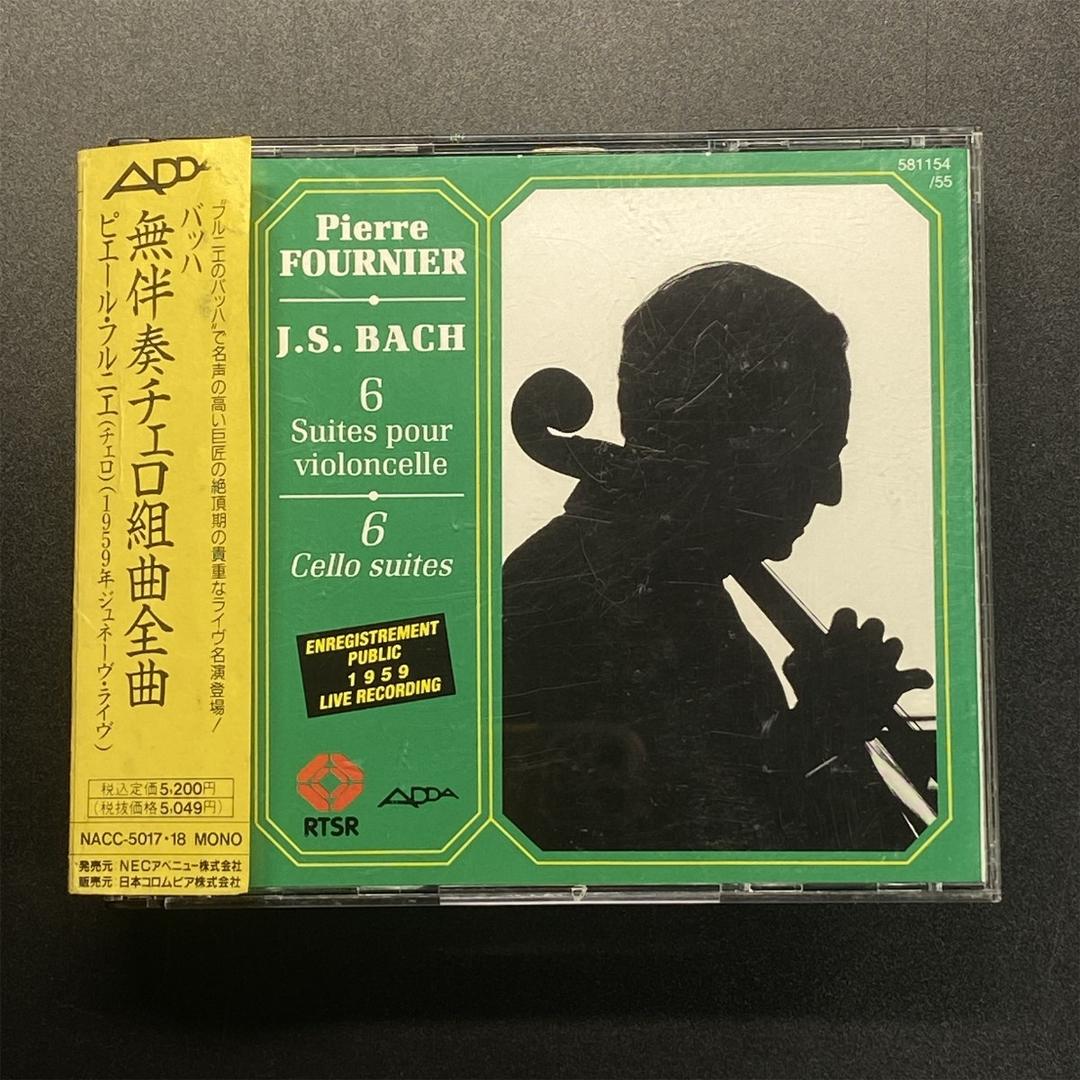 ADDA
"フルニエのバッハ"で名声の高い巨匠の絶頂期の貴重なライヴ名演登場！
バッハ
無伴奏チェロ組曲全曲
ピエール・フルニエ(チェロ)(1959年ジュネーヴ・ライヴ)
税込定価5,200円
(税抜価格5,049円)
NACC-5017・18 MONO
発売元 NECアベニュー株式会社
販売元 日本コロムビア株式会社
Pierre
FOURNIER
J.S. BACH
6
Suites pour
violoncelle
6
Cello suites
ENREGISTREMENT
PUBLIC
1959
LIVE RECORDING
RTSR
ADDA
581154
/55